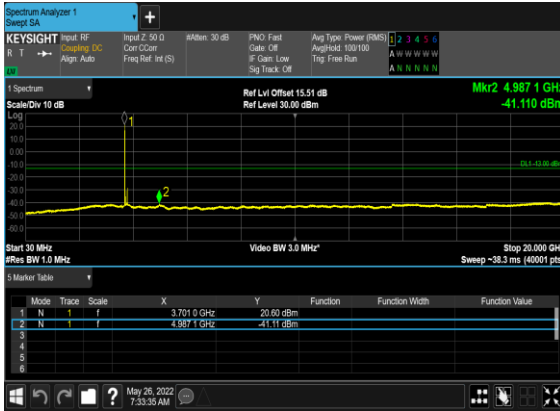 Spectrum Analyzer 1
Swept SA
+
KEYSIGHT Input: RF Input Z: 50 Ω #Atten: 30 dB PNO: Fast Avg Type: Power (RMS) 1 2 3 4 5 6
R T Coupling: DC Corr CCorr Gate: Off Avg|Hold: 100/100 A W W W W W
Align: Auto Freq Ref: Int (S) IF Gain: Low Trig: Free Run
Sig Track: Off A N N N N N
1 Spectrum Ref Lvl Offset 15.51 dB Mkr2 4.987 1 GHz
Scale/Div 10 dB Ref Level 30.00 dBm -41.110 dBm
Log
20.0
10.0
0.00
-10.0
-20.0
-30.0
-40.0
-50.0
-60.0
1
DL1 -13.00 dBm
2
Start 30 MHz Video BW 3.0 MHz* Stop 20.000 GHz
#Res BW 1.0 MHz Sweep ~38.3 ms (40001 pts)
5 Marker Table
Mode Trace Scale X Y Function Function Width Function Value
1 N 1 f 3.701 0 GHz 20.60 dBm
2 N 1 f 4.987 1 GHz -41.11 dBm
3
4
5
6
? May 26, 2022
7:33:35 AM